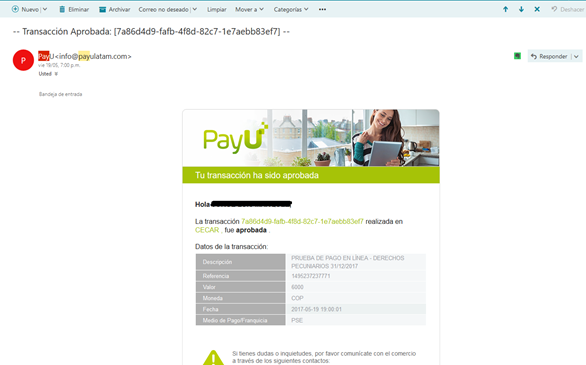 Nuevo Eliminar Archivar Correo no deseado Limpiar Mover a Categorías ••• Deshacer
-- Transacción Aprobada: [7a86d4d9-fafb-4f8d-82c7-1e7aebb83ef7] --
P
PayU<info@payulatam.com>
vie 19/05, 7:00 p.m.
Usted
Responder
Bandeja de entrada
PayU
Tu transacción ha sido aprobada
Hola
La transacción 7a86d4d9-fafb-4f8d-82c7-1e7aebb83ef7 realizada en
CECAR , fue aprobada .
Datos de la transacción:
Descripción PRUEBA DE PAGO EN LÍNEA - DERECHOS
PECUNIARIOS 31/12/2017
Referencia 1495237237771
Valor 6000
Moneda COP
Fecha 2017-05-19 19:00:01
Medio de Pago/Franquicia PSE
Si tienes dudas o inquietudes, por favor comunícate con el comercio
a través de los siguientes contactos: